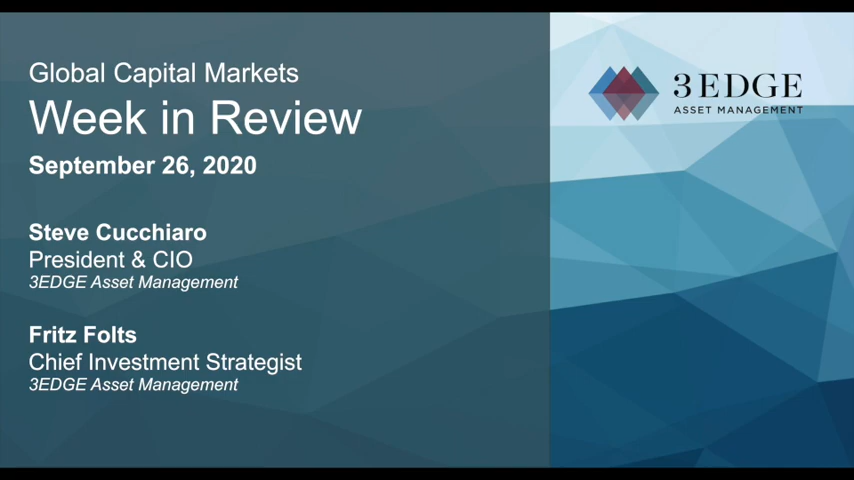 Global Capital Markets
Week in Review
September 26, 2020
Steve Cucchiaro
President & CIO
3EDGE Asset Management
Fritz Folts
Chief Investment Strategist
3EDGE Asset Management
3EDGE
ASSET MANAGEMENT